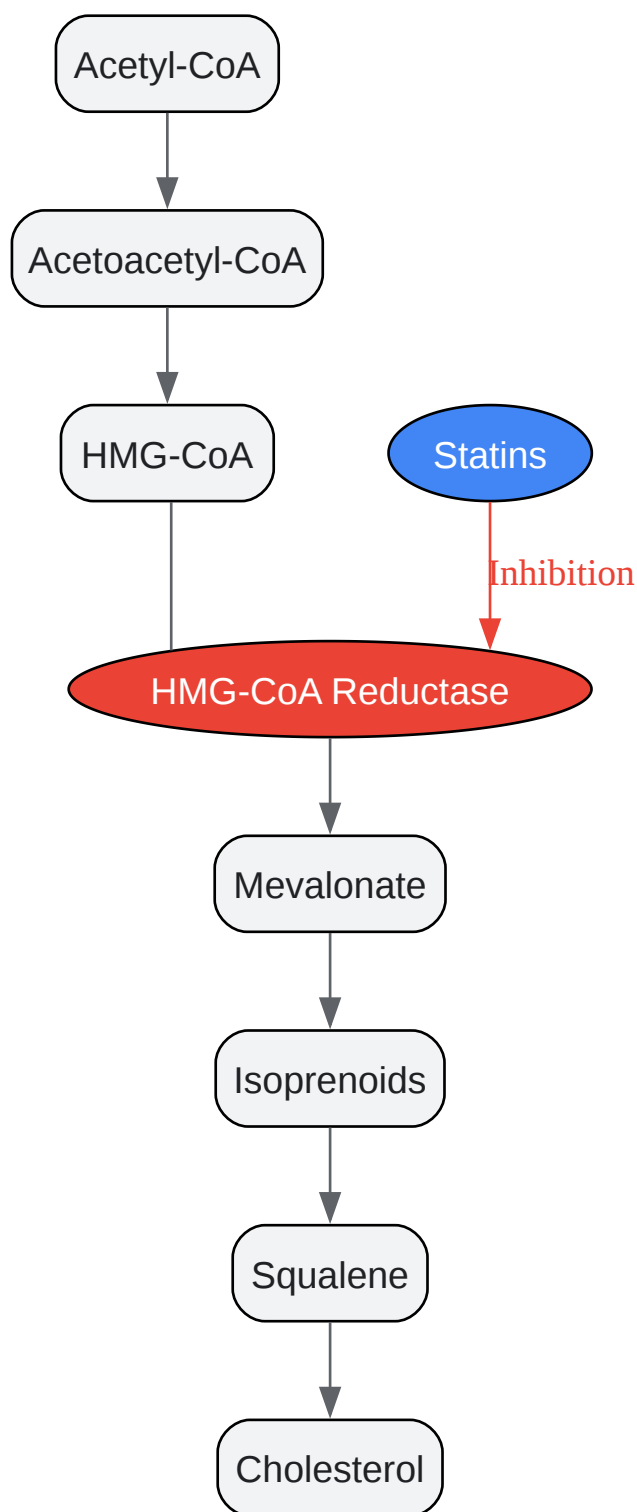 Acetyl-CoA
Acetoacetyl-CoA
HMG-CoA
Statins
Inhibition
HMG-CoA Reductase
Mevalonate
Isoprenoids
Squalene
Cholesterol